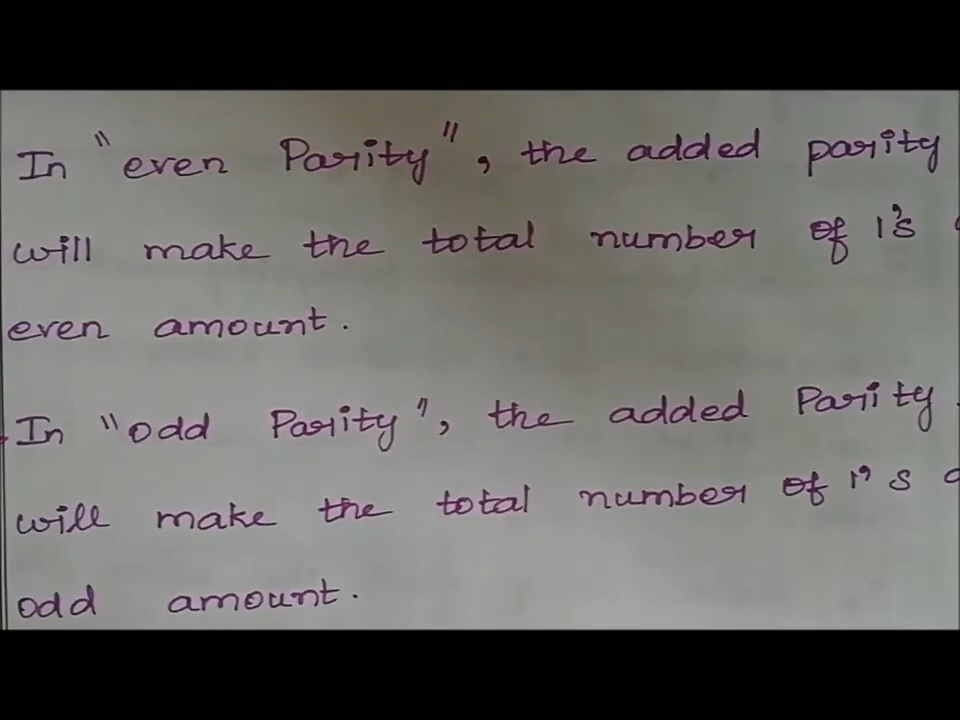 In "even Parity", the added parity
will make the total number of 1's
even amount.
In "odd Parity", the added Parity
will make the total number of 1's
odd amount.